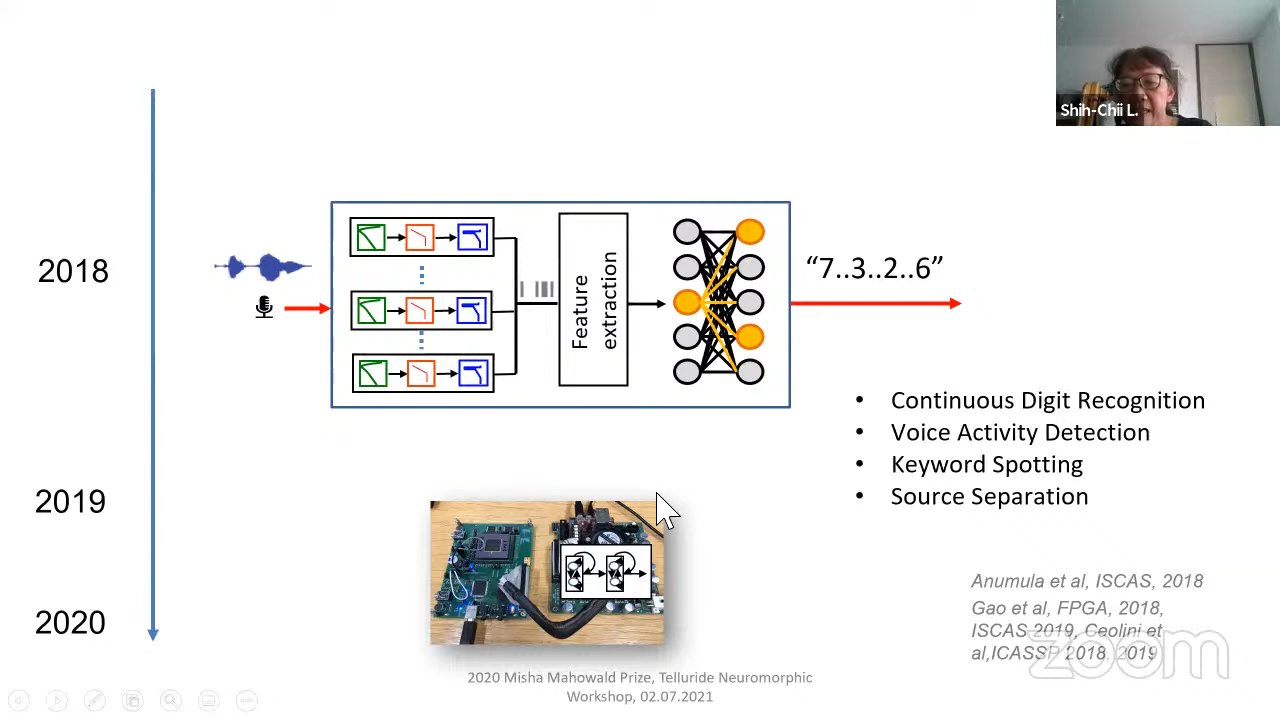 Shih-Chii L.
2018
"7..3..2..6"
Feature
extraction
• Continuous Digit Recognition
• Voice Activity Detection
• Keyword Spotting
• Source Separation
2019
2020
Anumula et al, ISCAS, 2018
Gao et al, FPGA, 2018,
ISCAS 2019, Ceolini et
al,ICASSP 2018, 2019
zoom
2020 Misha Mahowald Prize, Telluride Neuromorphic
Workshop, 02.07.2021